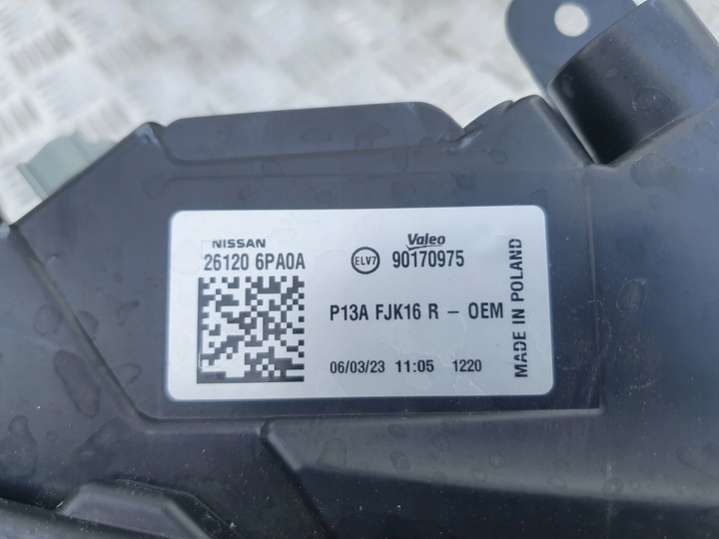 NISSAN
26120 6PA0A
Valeo
ELV7 90170975
P13A FJK16 R - OEM
06/03/23 11:05 1220
MADE IN POLAND